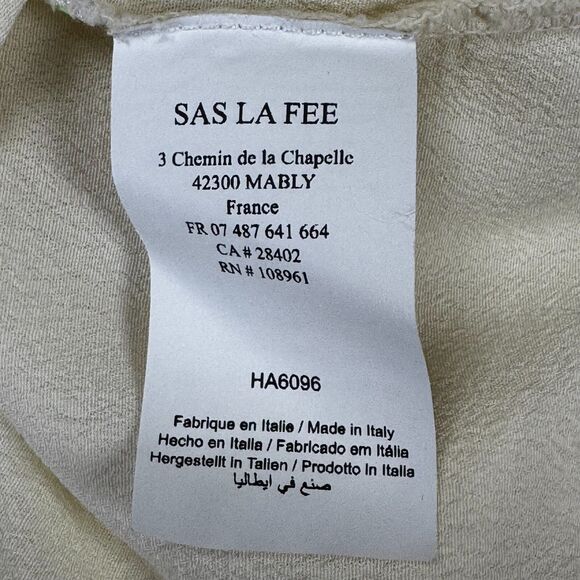 SAS LA FEE
3 Chemin de la Chapelle
42300 MABLY
France
FR 07 487 641 664
CA # 28402
RN # 108961
HA6096
Fabrique en Italie / Made in Italy
Hecho en Italia / Fabricado em Itália
Hergestellt in Talien / Prodotto in Italia
صنع في ايطاليا